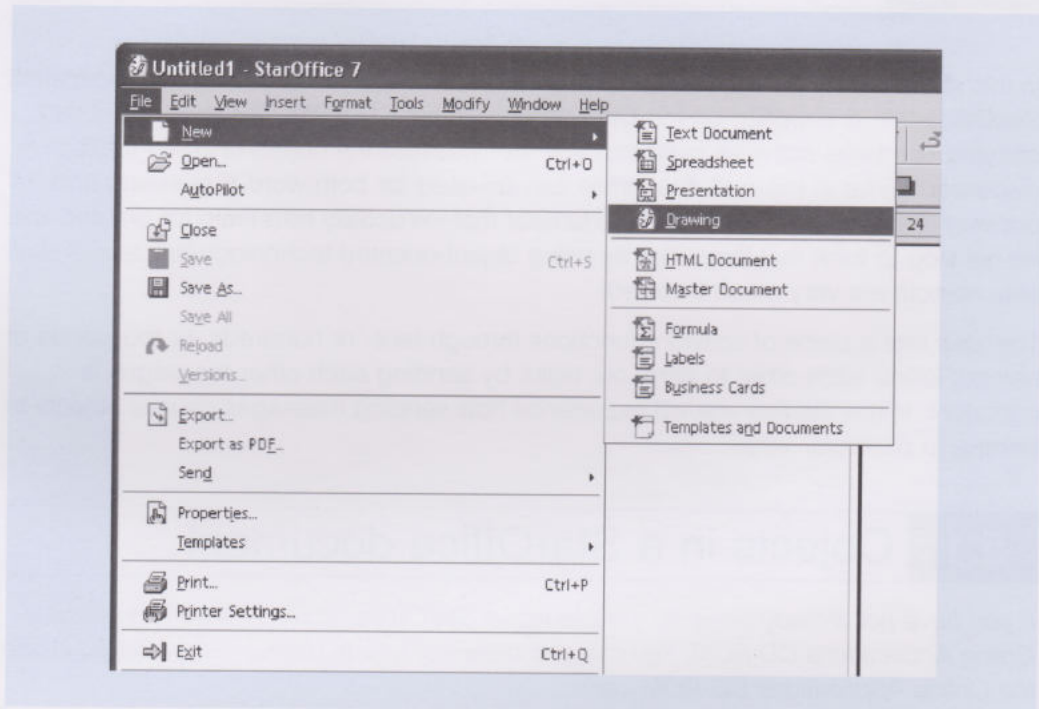 Untitled1 - StarOffice 7
File Edit View Insert Format Tools Modify Window Help
New
Open... Ctrl+O
AutoPilot
Close
Save Ctrl+S
Save As...
Save All
Reload
Versions...
Export...
Export as PDF...
Send
Properties...
Templates
Print... Ctrl+P
Printer Settings...
Exit Ctrl+Q
Text Document
Spreadsheet
Presentation
Drawing
HTML Document
Master Document
Formula
Labels
Business Cards
Templates and Documents
24